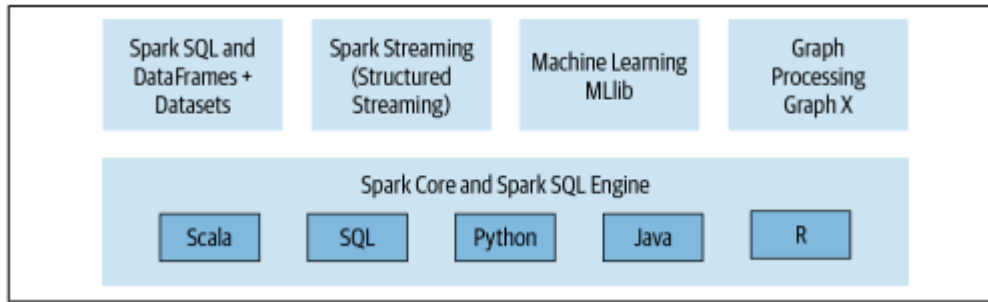 Spark SQL and
DataFrames +
Datasets
Spark Streaming
(Structured
Streaming)
Machine Learning
MLlib
Graph
Processing
Graph X
Spark Core and Spark SQL Engine
Scala
SQL
Python
Java
R